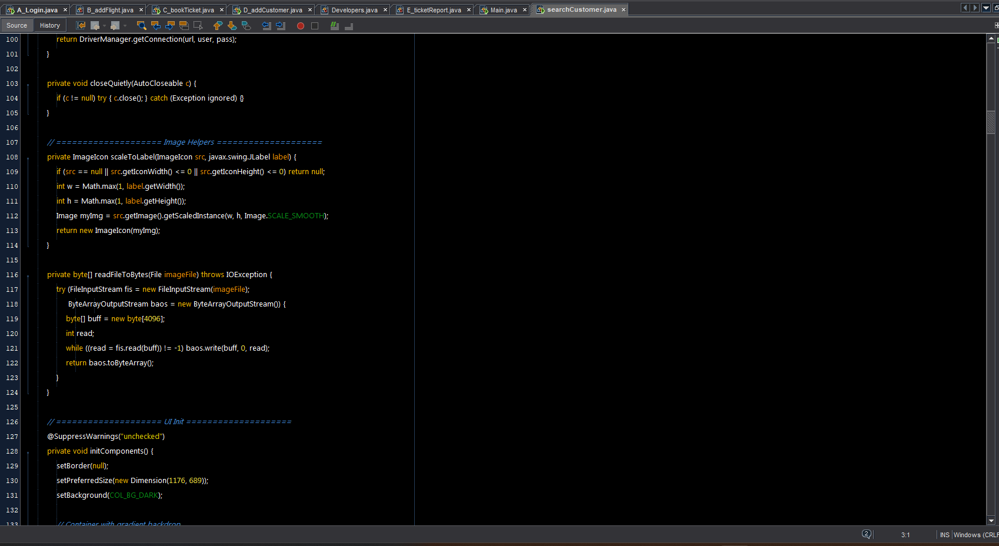 A_Login.java × B_addFlight.java × C_bookTicket.java × D_addCustomer.java × Developers.java × E_ticketReport.java × Main.java × searchCustomer.java ×
Source History
100 return DriverManager.getConnection(url, user, pass);
101 }
102
103 private void closeQuietly(AutoCloseable c) {
104 if (c != null) try { c.close(); } catch (Exception ignored) {}
105 }
106
107 // ==================== Image Helpers ====================
108 private ImageIcon scaleToLabel(ImageIcon src, javax.swing.JLabel label) {
109 if (src == null || src.getIconWidth() <= 0 || src.getIconHeight() <= 0) return null;
110 int w = Math.max(1, label.getWidth());
111 int h = Math.max(1, label.getHeight());
112 Image myImg = src.getImage().getScaledInstance(w, h, Image.SCALE_SMOOTH);
113 return new ImageIcon(myImg);
114 }
115
116 private byte[] readFileToBytes(File imageFile) throws IOException {
117 try (FileInputStream fis = new FileInputStream(imageFile);
118 ByteArrayOutputStream baos = new ByteArrayOutputStream()) {
119 byte[] buff = new byte[4096];
120 int read;
121 while ((read = fis.read(buff)) != -1) baos.write(buff, 0, read);
122 return baos.toByteArray();
123 }
124 }
125
126 // ==================== UI Init ====================
127 @SuppressWarnings("unchecked")
128 private void initComponents() {
129 setBorder(null);
130 setPreferredSize(new Dimension(1176, 689));
131 setBackground(COL_BG_DARK);
132
133 // Container with gradient backdrop
2 3:1 INS Windows (CRLF